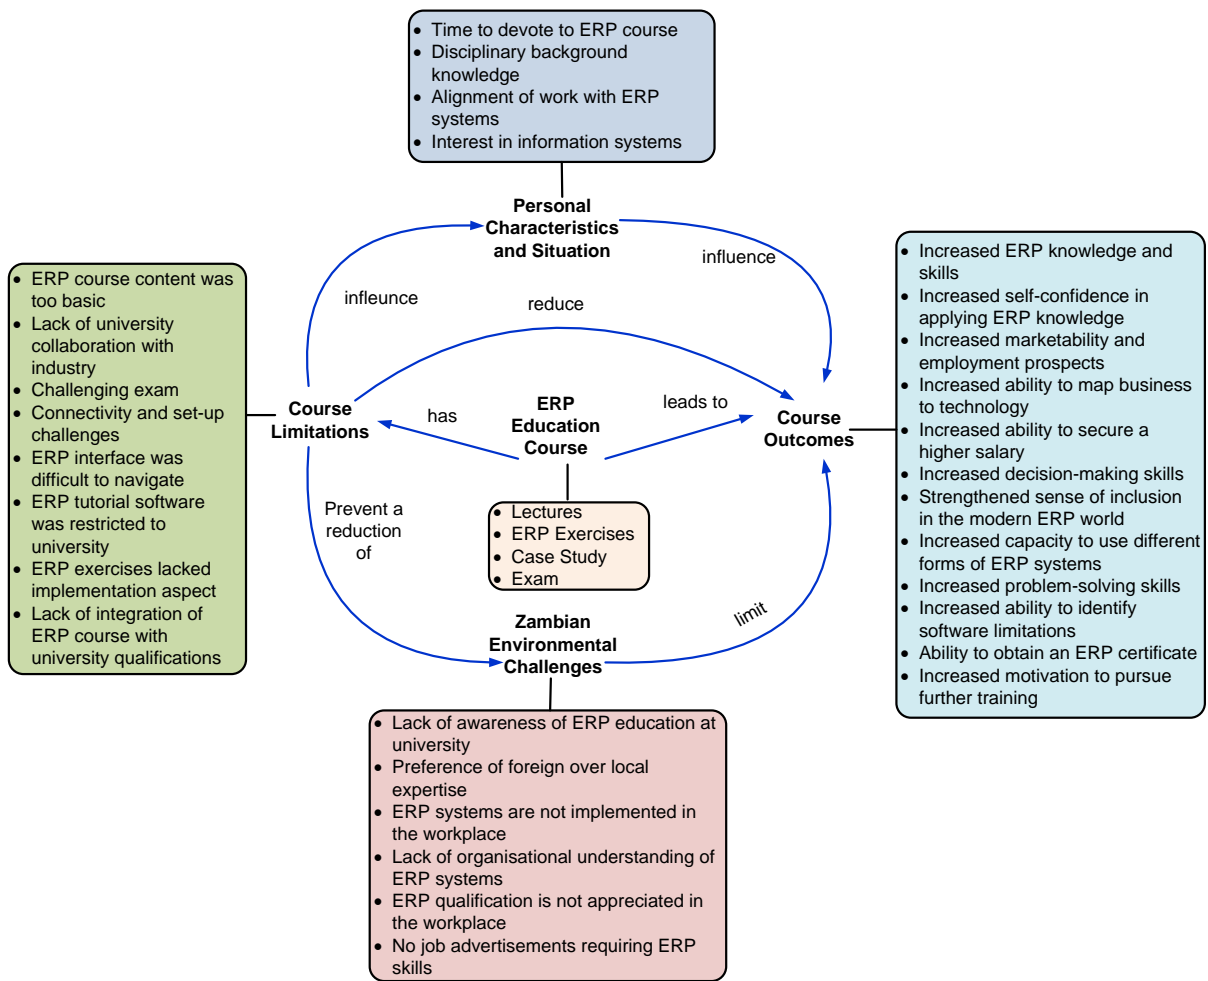 • Time to devote to ERP course
• Disciplinary background
knowledge
• Alignment of work with ERP
systems
• Interest in information systems
Personal
Characteristics
and Situation
influence
infleunce
reduce
• ERP course content was
too basic
• Lack of university
collaboration with
industry
• Challenging exam
• Connectivity and set-up
challenges
• ERP interface was
difficult to navigate
• ERP tutorial software
was restricted to
university
• ERP exercises lacked
implementation aspect
• Lack of integration of
ERP course with
university qualifications
Course
Limitations
has
ERP
Education
Course
leads to
Course
Outcomes
• Increased ERP knowledge and
skills
• Increased self-confidence in
applying ERP knowledge
• Increased marketability and
employment prospects
• Increased ability to map business
to technology
• Increased ability to secure a
higher salary
• Increased decision-making skills
• Strengthened sense of inclusion
in the modern ERP world
• Increased capacity to use different
forms of ERP systems
• Increased problem-solving skills
• Increased ability to identify
software limitations
• Ability to obtain an ERP certificate
• Increased motivation to pursue
further training
Prevent a
reduction
of
• Lectures
• ERP Exercises
• Case Study
• Exam
limit
Zambian
Environmental
Challenges
• Lack of awareness of ERP education at
university
• Preference of foreign over local
expertise
• ERP systems are not implemented in
the workplace
• Lack of organisational understanding of
ERP systems
• ERP qualification is not appreciated in
the workplace
• No job advertisements requiring ERP
skills